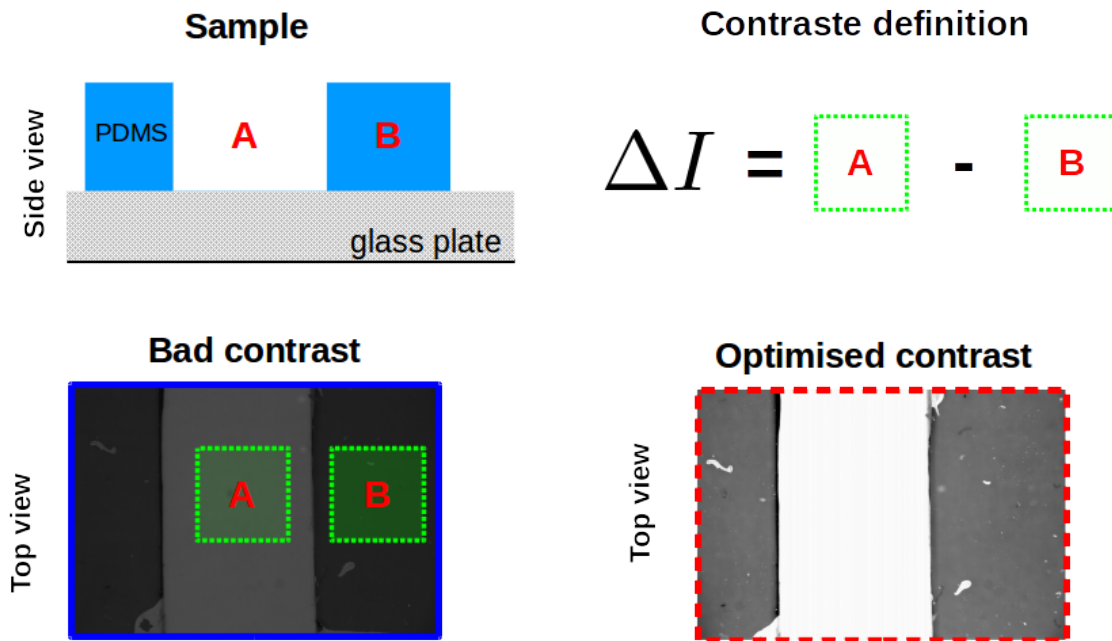 Sample
Contraste definition
Side view
PDMS
A
B
glass plate
ΔI = A - B
Bad contrast
Optimised contrast
Top view
A
B
Top view